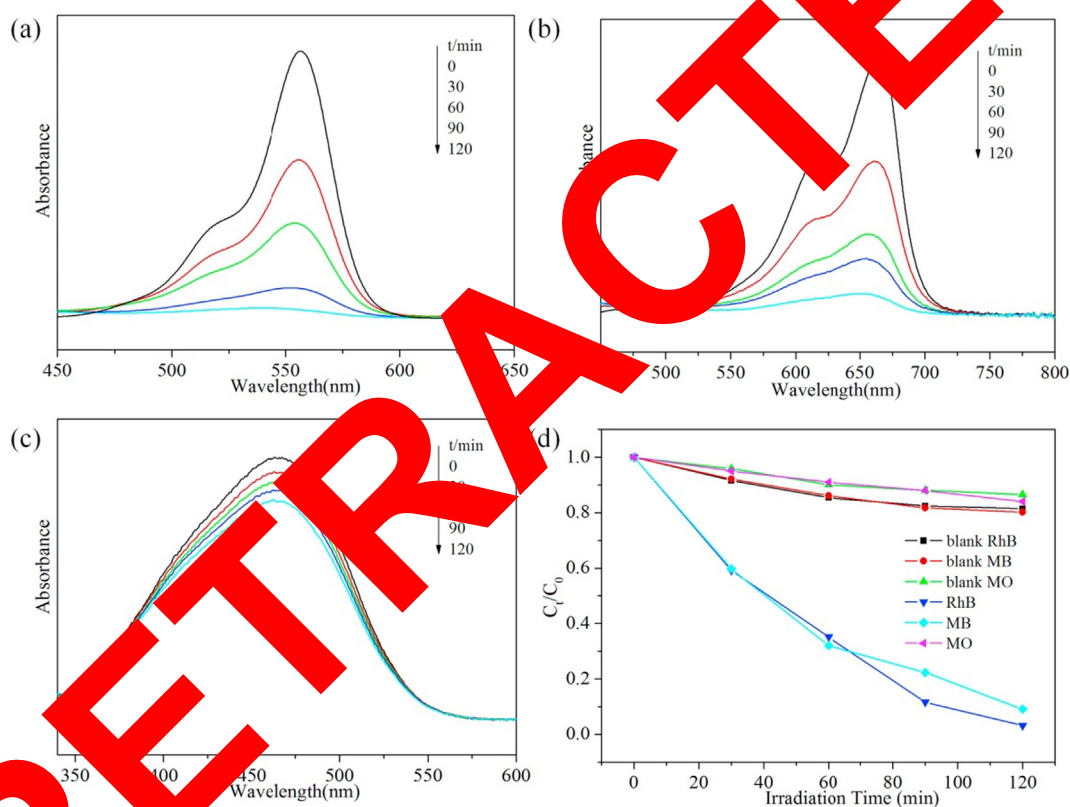 (a)
t/min
0
30
60
90
120
Absorbance
450 500 550 600 650
Wavelength(nm)
(b)
t/min
0
30
60
90
120
500 550 600 650 700 750 800
Wavelength(nm)
(c)
t/min
0
90
120
Absorbance
350 400 450 500 550 600
Wavelength(nm)
(d)
1.0
0.8
0.6
0.4
0.2
0.0
Ct/C0
blank RhB
blank MB
blank MO
RhB
MB
MO
0 20 40 60 80 100 120
Irradiation Time (min)
RETRACTE